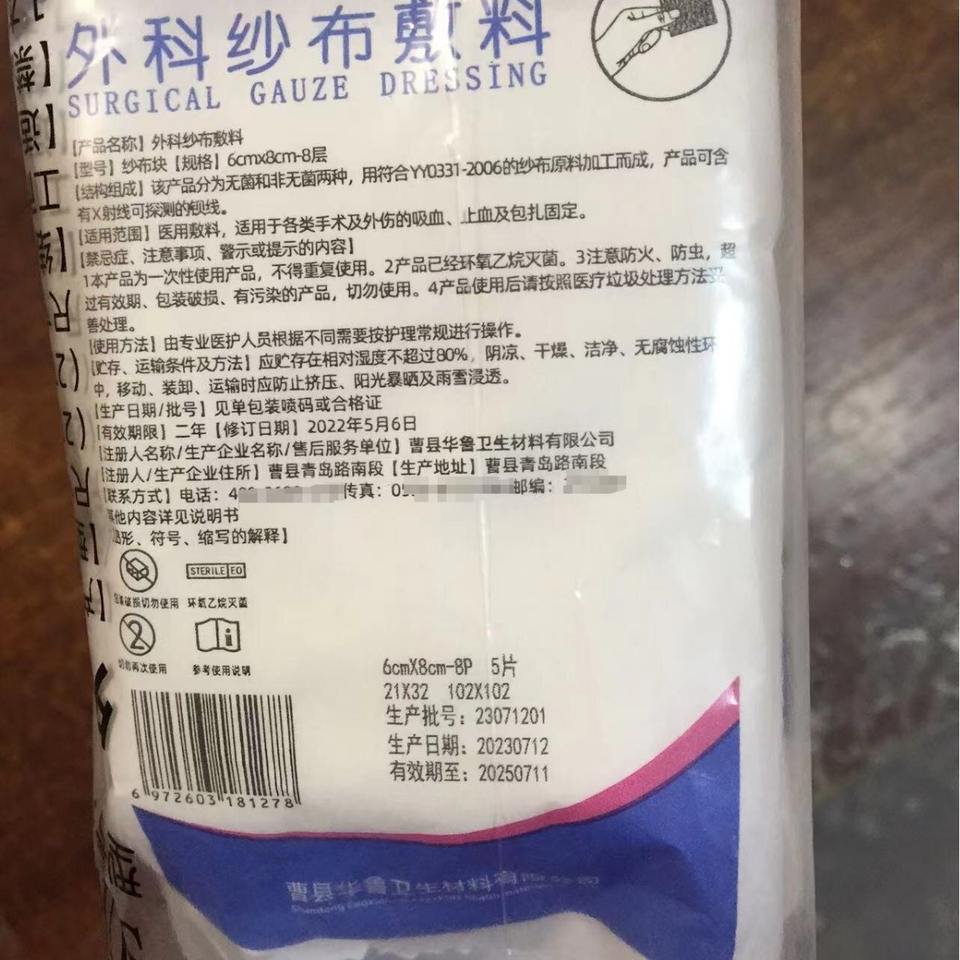 外科纱布敷料
SURGICAL GAUZE DRESSING
【产品名称】外科纱布敷料
【型号】纱布块【规格】6cmx8cm-8层
【结构组成】该产品分为无菌和非无菌两种，用符合YY0331-2006的纱布原料加工而成，产品可含
有X射线可探测的钡线。
【适用范围】医用敷料，适用于各类手术及外伤的吸血、止血及包扎固定。
【禁忌症、注意事项、警示或提示的内容】
1本产品为一次性使用产品，不得重复使用。2产品已经环氧乙烷灭菌。3注意防火、防虫，超
过有效期、包装破损、有污染的产品，切勿使用。4产品使用后请按照医疗垃圾处理方法妥
善处理。
【使用方法】由专业医护人员根据不同需要按护理常规进行操作。
【贮存、运输条件及方法】应贮存在相对湿度不超过80%，阴凉、干燥、洁净、无腐蚀性环
中，移动、装卸、运输时应防止挤压、阳光暴晒及雨雪浸透。
【生产日期/批号】见单包装喷码或合格证
【有效期限】二年【修订日期】2022年5月6日
【注册人名称/生产企业名称/售后服务单位】曹县华鲁卫生材料有限公司
【注册人/生产企业住所】曹县青岛路南段【生产地址】曹县青岛路南段
【联系方式】电话：4 传真：0 邮编：
其他内容详见说明书
形、符号、缩写的解释】
STERILE EO
包装破损切勿使用 环氧乙烷灭菌
2
切勿再次使用 参考使用说明
6cmX8cm-8P 5片
21X32 102X102
生产批号：23071201
生产日期：20230712
有效期至：20250711
6 972603 181278
曹县华鲁卫生材料有限公司